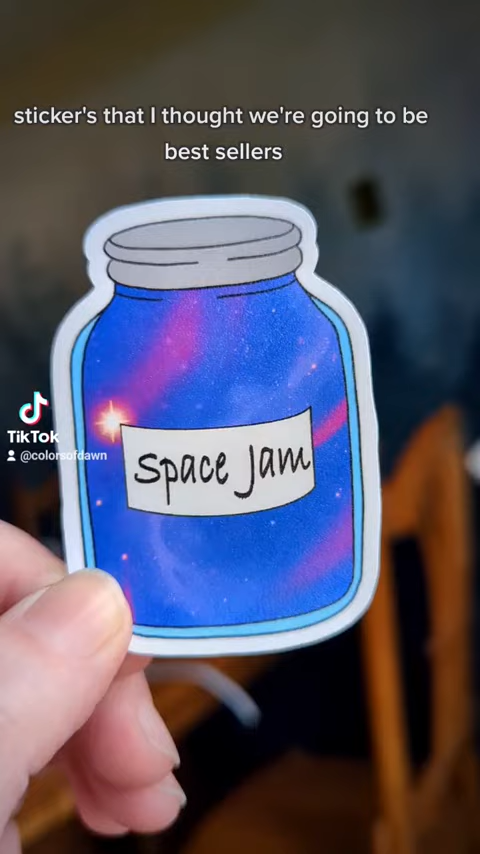 sticker's that I thought we're going to be
best sellers
Space Jam
TikTok
@colorsofdawn